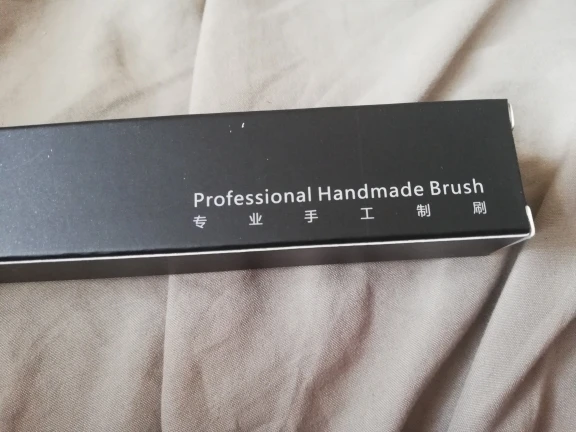 Professional Handmade Brush
专业手工制刷